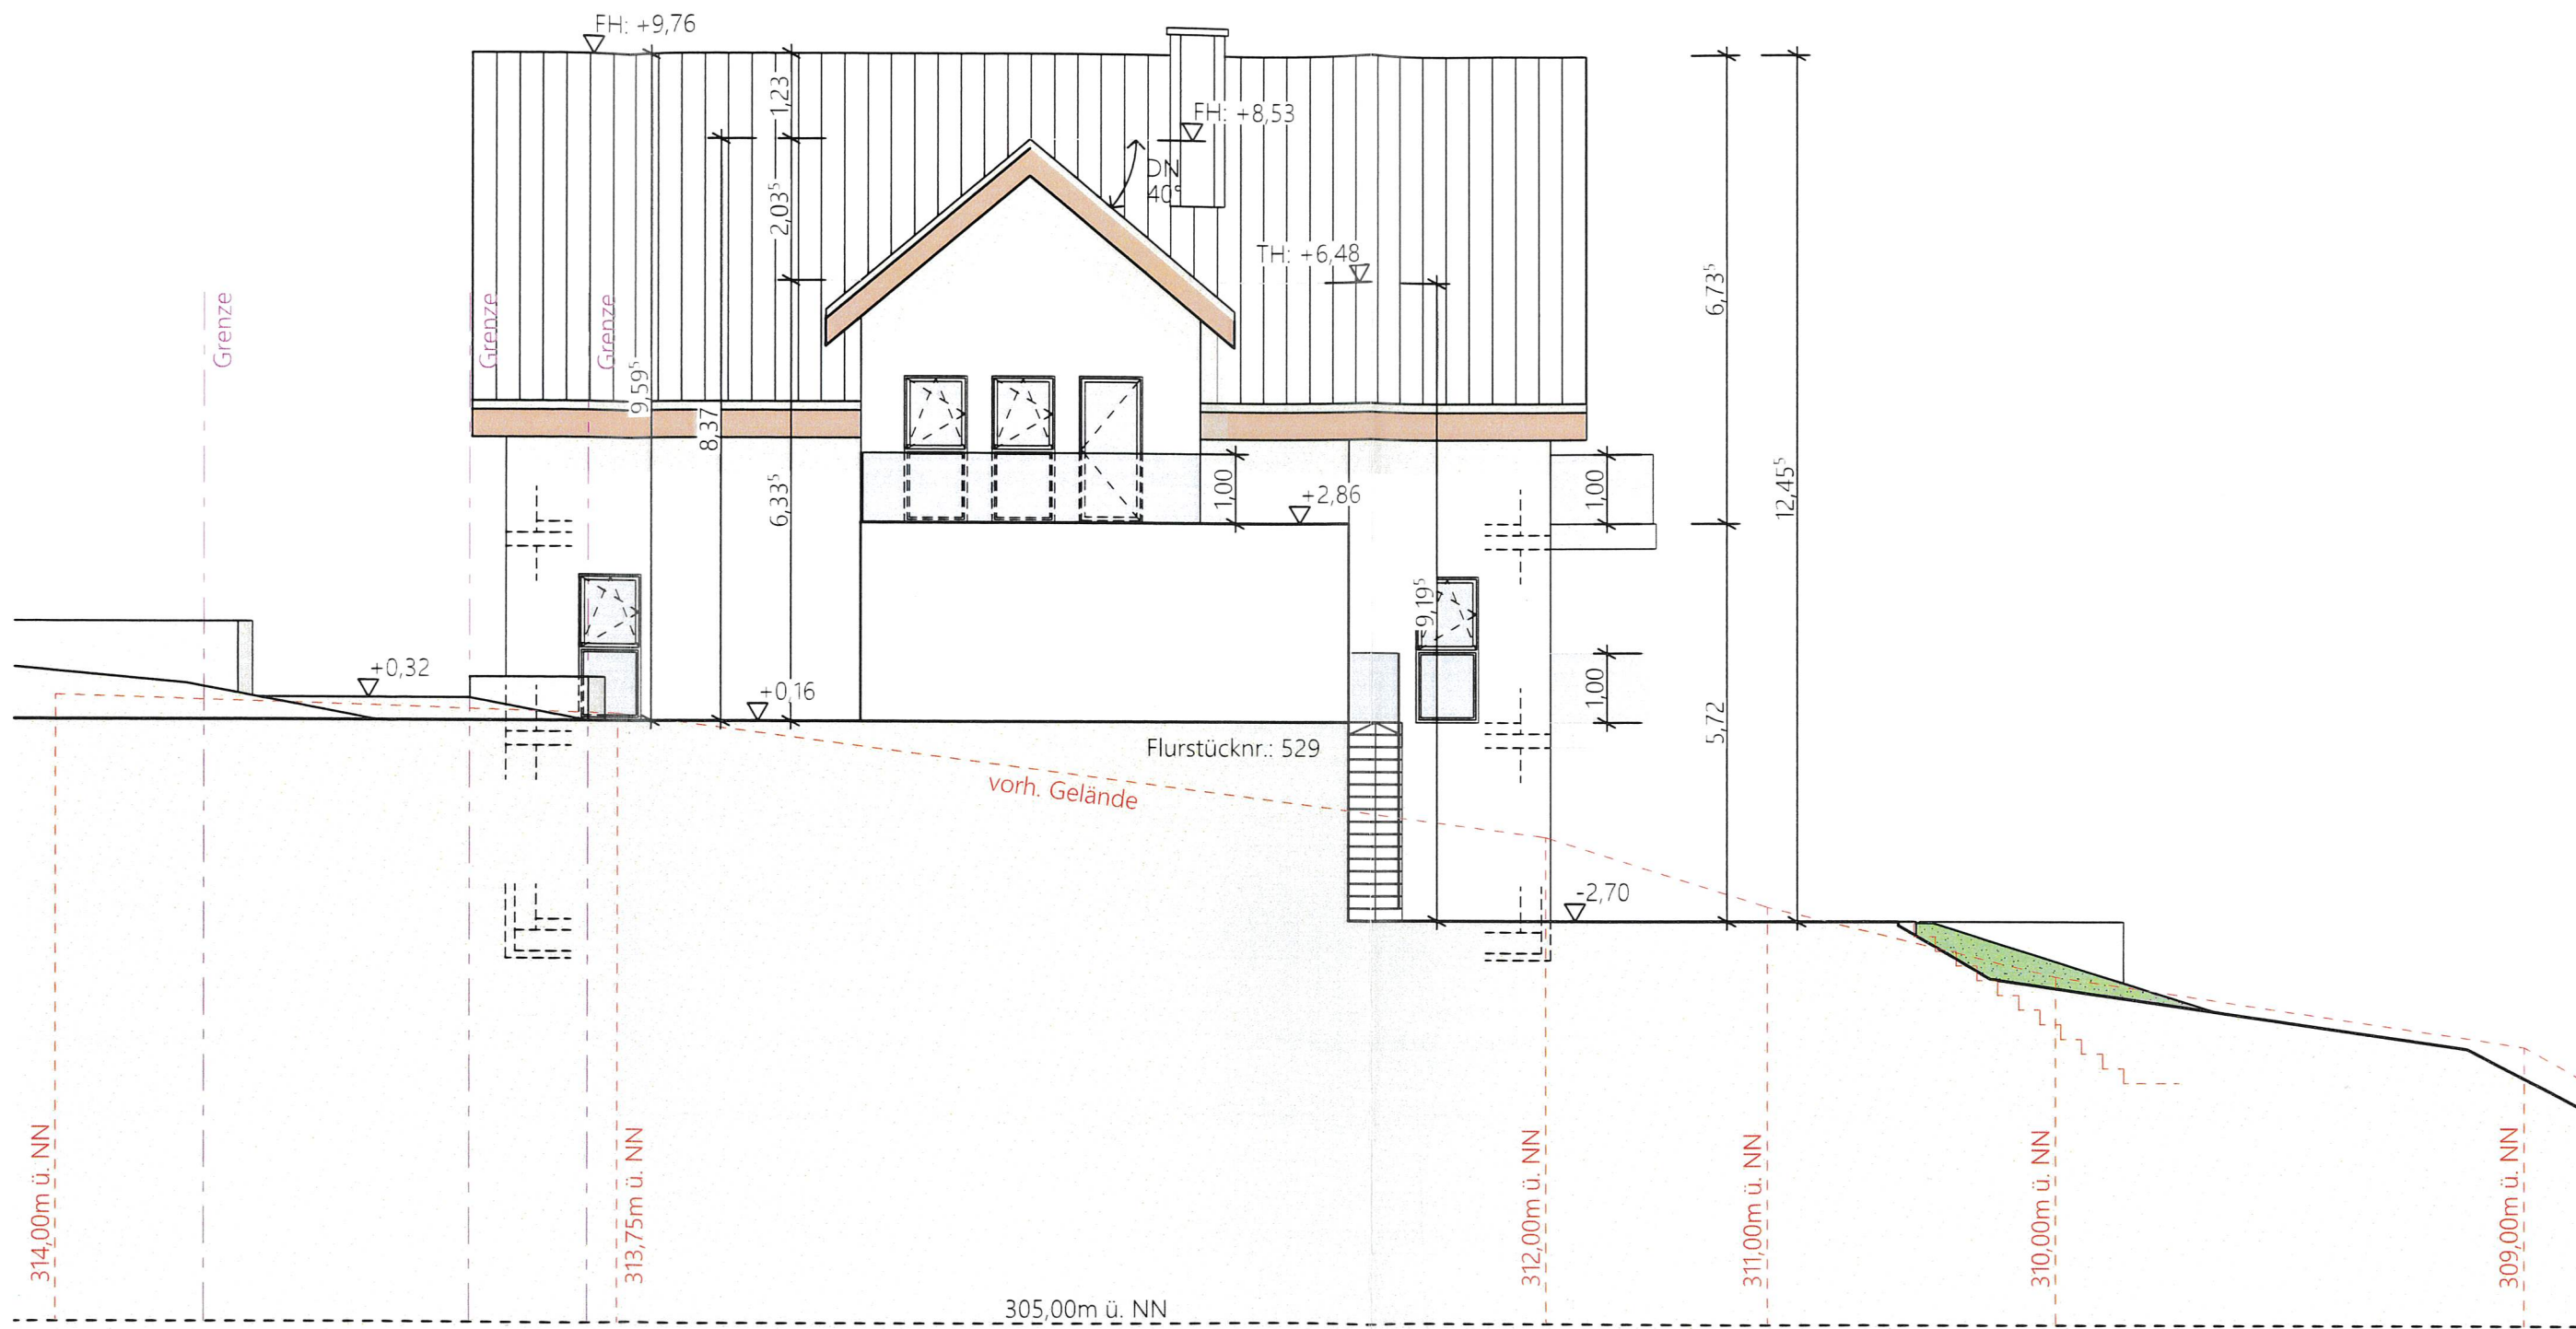 FH: +9,76
1,23
FH: +8,53
DN
40°
2,03⁵
TH: +6,48
6,73⁵
Grenze
Grenze
Grenze
9,59⁵
8,37
6,33⁵
1,00
+2,86
1,00
12,45⁵
9,19⁵
+0,32
+0,16
1,00
5,72
Flurstücknr.: 529
vorh. Gelände
-2,70
314,00m ü. NN
313,75m ü. NN
312,00m ü. NN
311,00m ü. NN
310,00m ü. NN
309,00m ü. NN
305,00m ü. NN